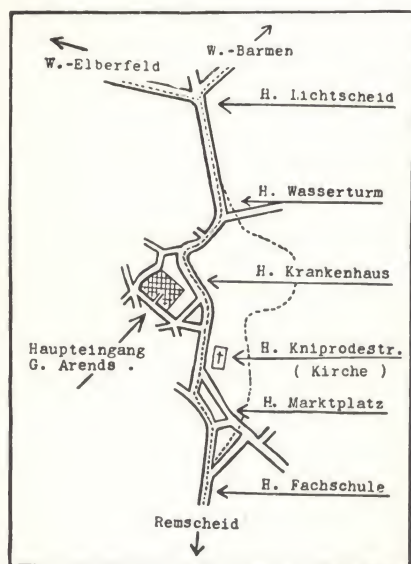 W.-Barmen
W.-Elberfeld
H. Lichtscheid
H. Wasserturm
H. Krankenhaus
Haupteingang
G. Arends .
H. Kniprodestr.
( Kirche )
H. Marktplatz
H. Fachschule
Remscheid